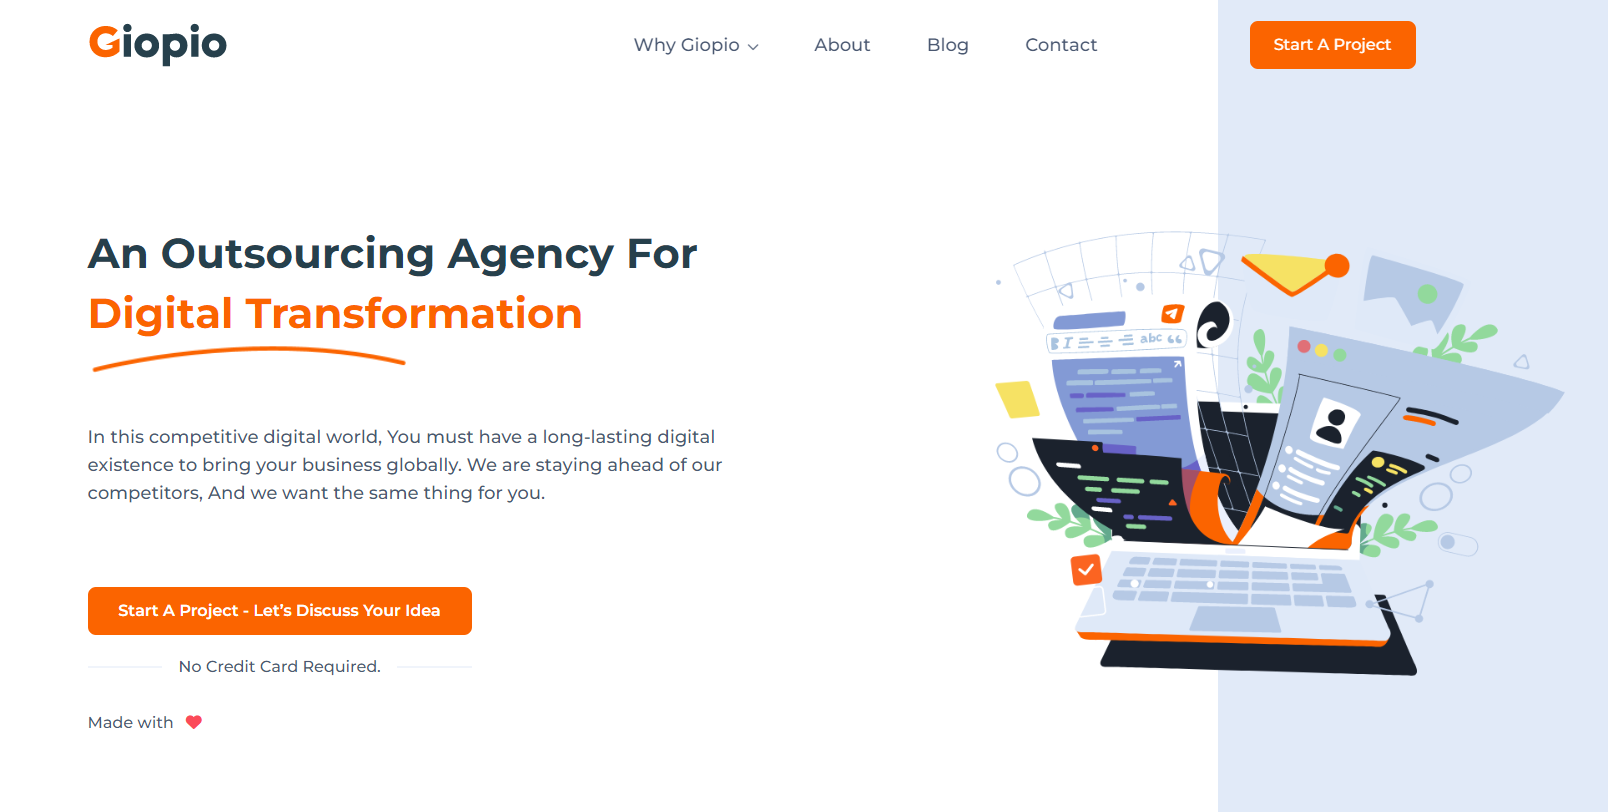 Giopio
Why Giopio
About
Blog
Contact
Start A Project
An Outsourcing Agency For
Digital Transformation
In this competitive digital world, You must have a long-lasting digital
existence to bring your business globally. We are staying ahead of our
competitors, And we want the same thing for you.
B I abc “
Start A Project - Let’s Discuss Your Idea
No Credit Card Required.
Made with